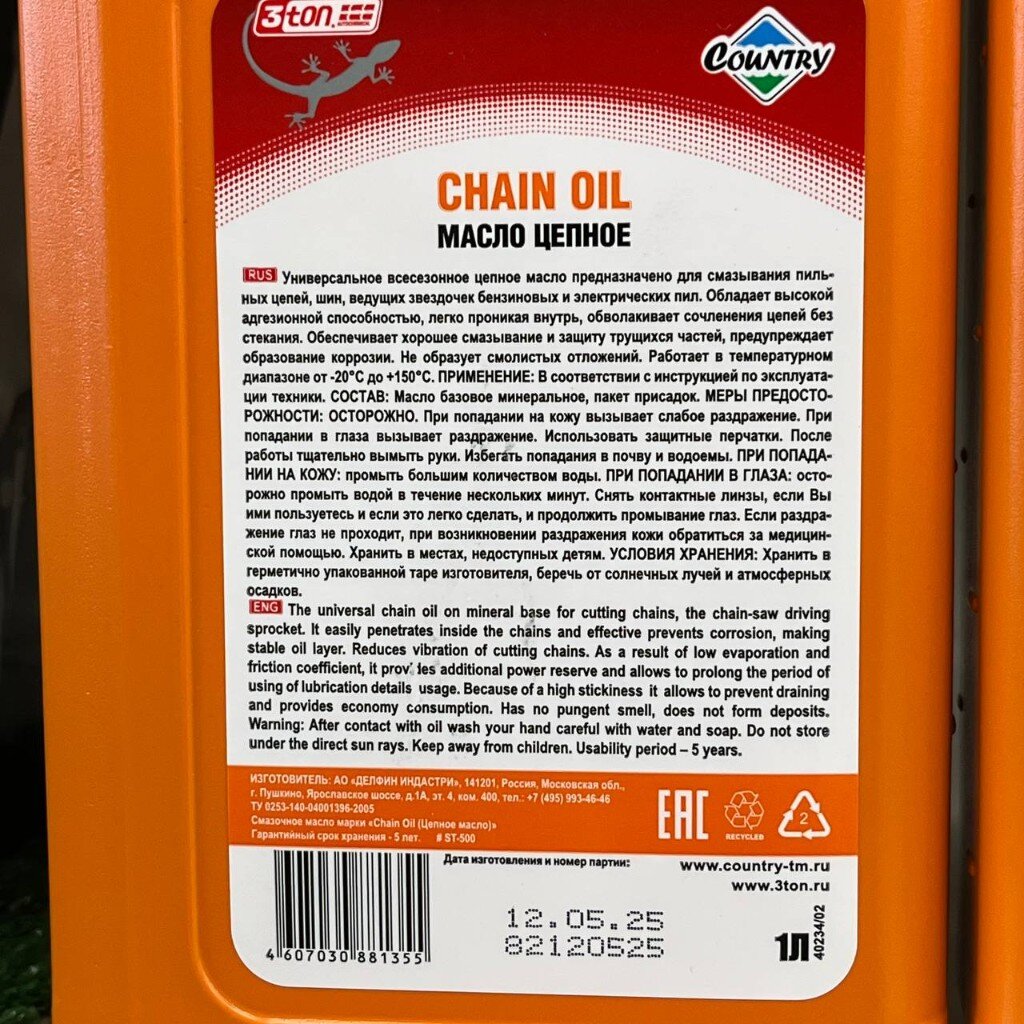 3ton
COUNTRY
CHAIN OIL
МАСЛО ЦЕПНОЕ
RUS Универсальное всесезонное цепное масло предназначено для смазывания пиль-
ных цепей, шин, ведущих звездочек бензиновых и электрических пил. Обладает высокой
адгезионной способностью, легко проникая внутрь, обволакивает сочленения цепей без
стекания. Обеспечивает хорошее смазывание и защиту трущихся частей, предупреждает
образование коррозии. Не образует смолистых отложений. Работает в температурном
диапазоне от -20°С до +150°С. ПРИМЕНЕНИЕ: В соответствии с инструкцией по эксплуата-
ции техники. СОСТАВ: Масло базовое минеральное, пакет присадок. МЕРЫ ПРЕДОСТО-
РОЖНОСТИ: ОСТОРОЖНО. При попадании на кожу вызывает слабое раздражение. При
попадании в глаза вызывает раздражение. Использовать защитные перчатки. После
работы тщательно вымыть руки. Избегать попадания в почву и водоемы. ПРИ ПОПАДА-
НИИ НА КОЖУ: промыть большим количеством воды. ПРИ ПОПАДАНИИ В ГЛАЗА: осто-
рожно промыть водой в течение нескольких минут. Снять контактные линзы, если Вы
ими пользуетесь и если это легко сделать, и продолжить промывание глаз. Если раздра-
жение глаз не проходит, при возникновении раздражения кожи обратиться за медицин-
ской помощью. Хранить в местах, недоступных детям. УСЛОВИЯ ХРАНЕНИЯ: Хранить в
герметично упакованной таре изготовителя, беречь от солнечных лучей и атмосферных
осадков.
ENG The universal chain oil on mineral base for cutting chains, the chain-saw driving
sprocket. It easily penetrates inside the chains and effective prevents corrosion, making
stable oil layer. Reduces vibration of cutting chains. As a result of low evaporation and
friction coefficient, it provides additional power reserve and allows to prolong the period of
using of lubrication details usage. Because of a high stickiness it allows to prevent draining
and provides economy consumption. Has no pungent smell, does not form deposits.
Warning: After contact with oil wash your hand careful with water and soap. Do not store
under the direct sun rays. Keep away from children. Usability period – 5 years.
ИЗГОТОВИТЕЛЬ: АО «ДЕЛФИН ИНДАСТРИ», 141201, Россия, Московская обл.,
г. Пушкино, Ярославское шоссе, д.1А, эт. 4, ком. 400, тел.: +7 (495) 993-46-46
ТУ 0253-140-04001396-2005
Смазочное масло марки «Chain Oil (Цепное масло)»
Гарантийный срок хранения - 5 лет. # ST-500
EAC
RECYCLED
2
Дата изготовления и номер партии:
www.country-tm.ru
www.3ton.ru
12.05.25
82120525
1Л
40234/02
4 607030 881355